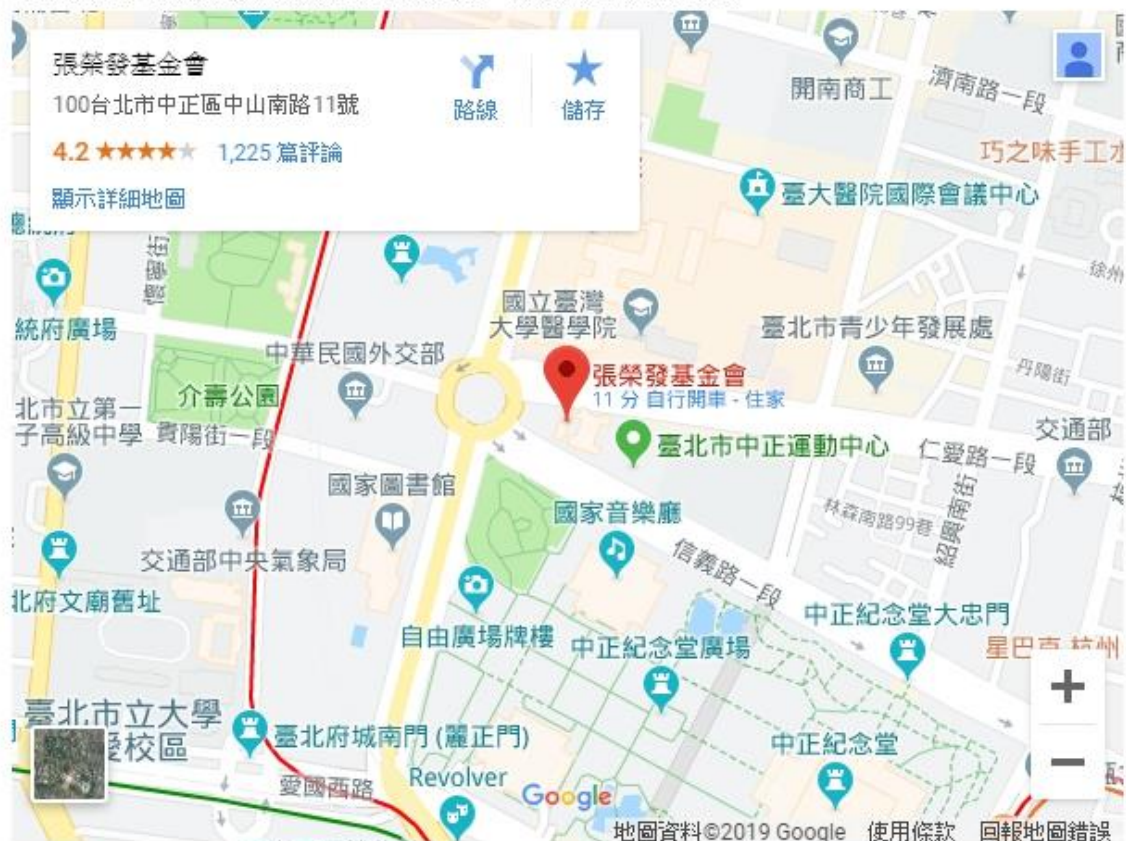 張榮發基金會
100台北市中正區中山南路11號
4.2
1,225 篇評論
顯示詳細地圖
路線
儲存
開南商工
濟南路一段
巧之味手工水
臺大醫院國際會議中心
懷寧街
徐州
統府廣場
國立臺灣
大學醫學院
臺北市青少年發展處
中華民國外交部
丹陽街
張榮發基金會
11 分 自行開車 - 住家
介壽公園
北市立第一
子高級中學
貴陽街一段
臺北市中正運動中心
仁愛路一段
交通部
國家圖書館
國家音樂廳
林森南路99巷
紹興南街
交通部中央氣象局
信義路一段
北府文廟舊址
自由廣場牌樓
中正紀念堂廣場
中正紀念堂大忠門
星巴克 杭州
臺北市立大學
愛校區
臺北府城南門 (麗正門)
中正紀念堂
愛國西路
Revolver
Google
地圖資料©2019 Google
使用條款
回報地圖錯誤